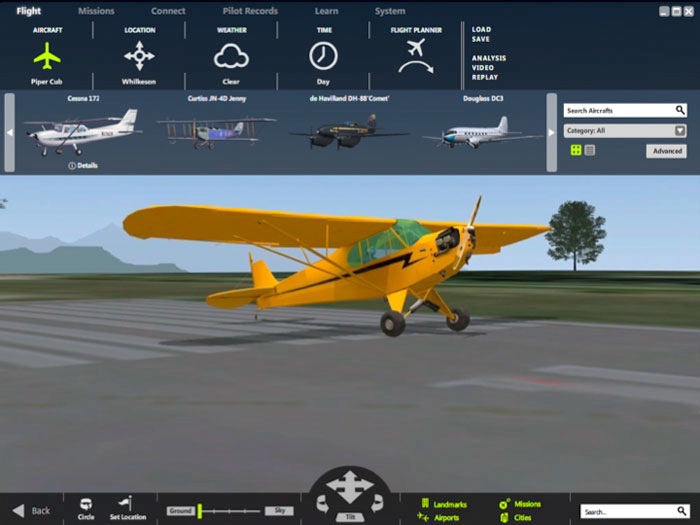 Flight Missions Connect Pilot Records Learn System
AIRCRAFT LOCATION WEATHER TIME FLIGHT PLANNER LOAD
SAVE
ANALYSIS
VIDEO
REPLAY
Piper Cub Whilkeson Clear Day
Cessna 172 Curtiss JN-4D Jenny de Havilland DH-88'Comet' Douglass DC3
Search Aircrafts
Category: All
Advanced
Details
Back Circle Set Location Ground Sky Tilt
Landmarks Missions
Airports Cities
Search..